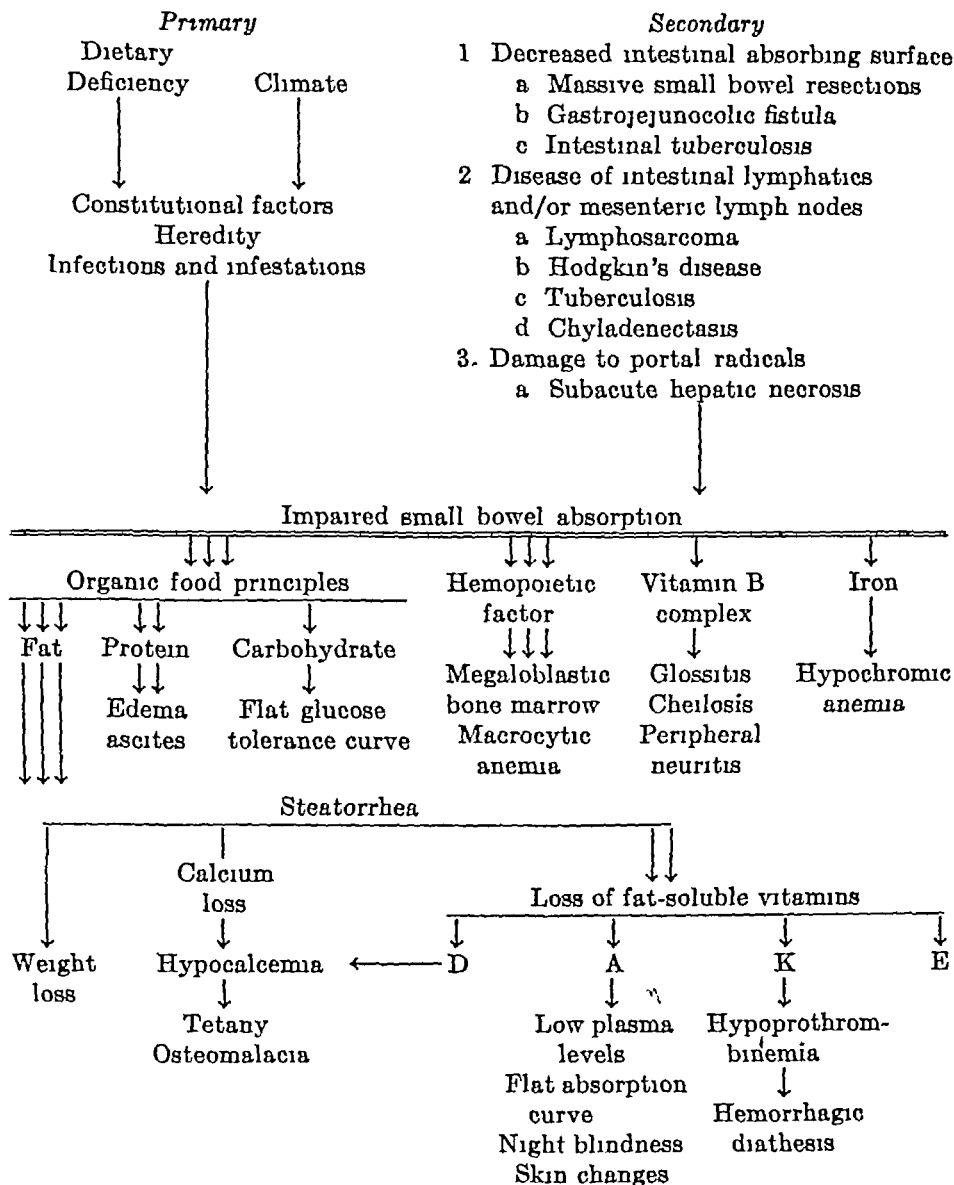 Primary
Dietary
Deficiency
Climate
Constitutional factors
Heredity
Infections and infestations
Secondary
1 Decreased intestinal absorbing surface
a Massive small bowel resections
b Gastrojejunocolic fistula
c Intestinal tuberculosis
2 Disease of intestinal lymphatics
and/or mesenteric lymph nodes
a Lymphosarcoma
b Hodgkin's disease
c Tuberculosis
d Chyladenectasis
3. Damage to portal radicals
a Subacute hepatic necrosis
Impaired small bowel absorption
Organic food principles
Fat
Protein
Edema
ascites
Carbohydrate
Flat glucose
tolerance curve
Hemopoietic
factor
Megaloblastic
bone marrow
Macrocytic
anemia
Vitamin B
complex
Glossitis
Cheilosis
Peripheral
neuritis
Iron
Hypochromic
anemia
Steatorrhea
Weight
loss
Calcium
loss
Hypocalcemia
Tetany
Osteomalacia
Loss of fat-soluble vitamins
D
A
Low plasma
levels
Flat absorption
curve
Night blindness
Skin changes
K
Hypoprothrom-
binemia
Hemorrhagic
diathesis
E